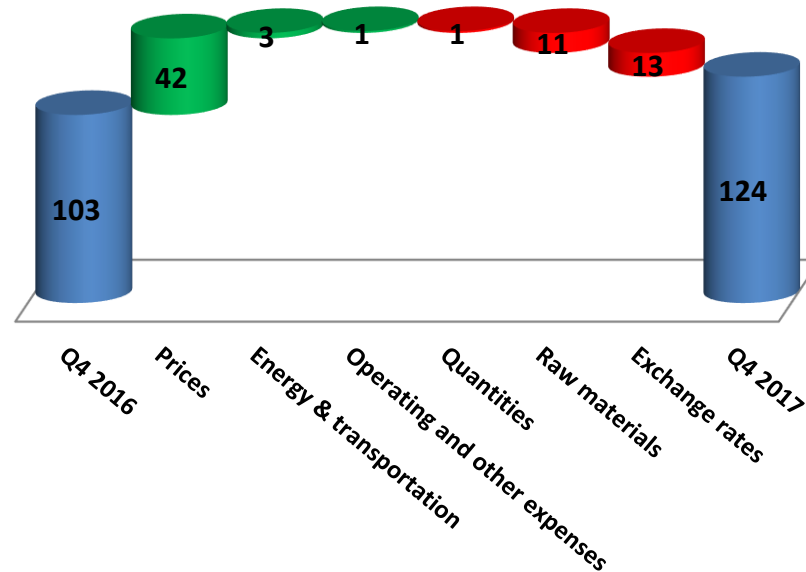 103
42
3
1
1
11
13
124
Q4 2016
Prices
Energy & transportation
Operating and other expenses
Quantities
Raw materials
Exchange rates
Q4 2017